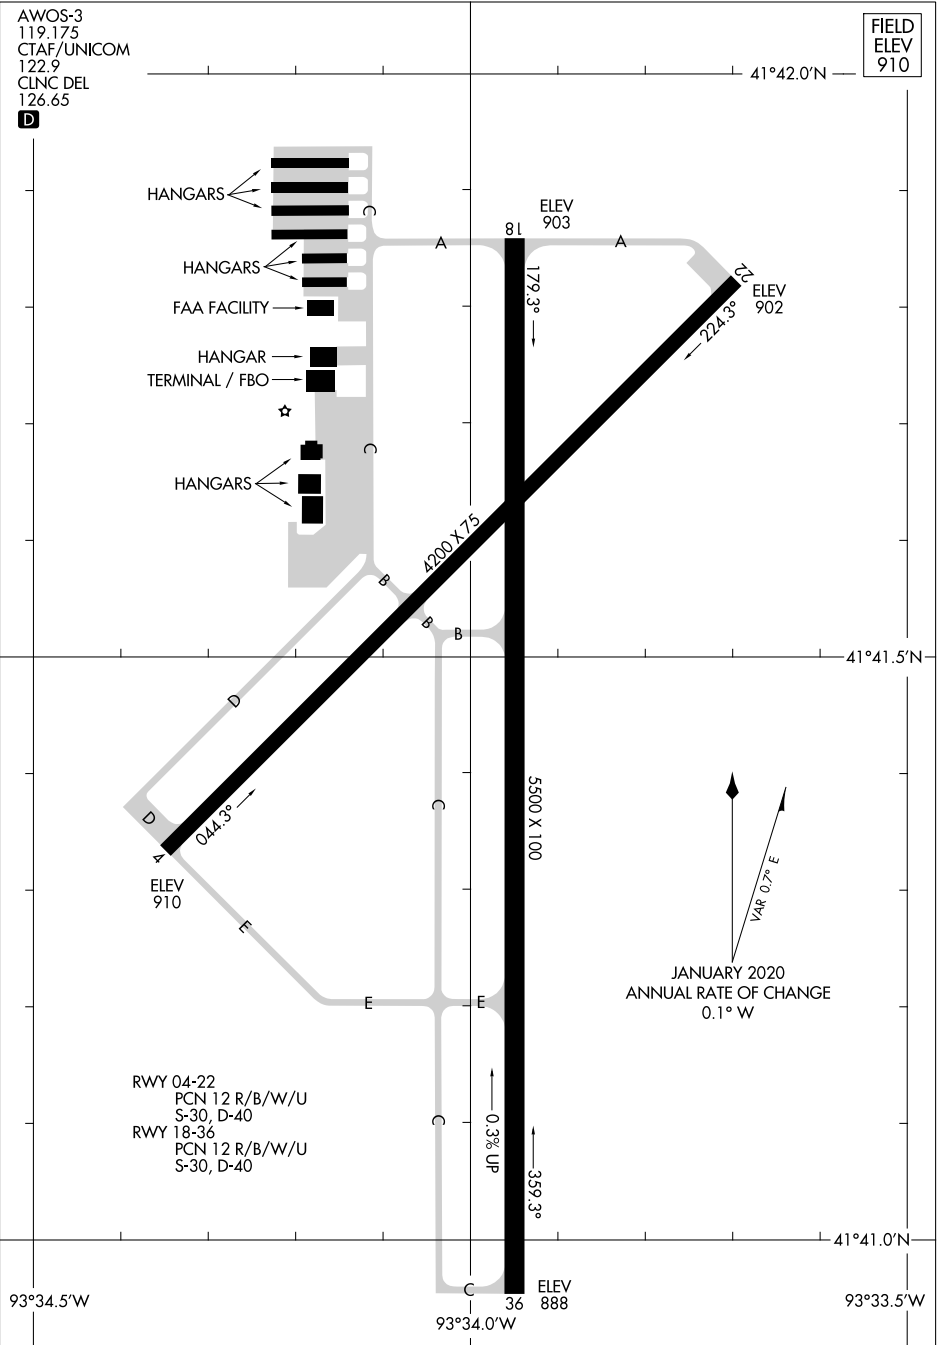 AWOS-3
119.175
CTAF/UNICOM
122.9
CLNC DEL
126.65
D
FIELD
ELEV
910
41°42.0'N
HANGARS
C
A
18
ELEV
903
A
22
ELEV
902
HANGARS
179.3°
224.3°
FAA FACILITY
HANGAR
TERMINAL / FBO
C
HANGARS
4200 X 75
B
B
B
41°41.5'N
D
C
5500 X 100
D
044.3°
4
ELEV
910
VAR 0.7° E
E
JANUARY 2020
ANNUAL RATE OF CHANGE
0.1° W
E
E
RWY 04-22
PCN 12 R/B/W/U
S-30, D-40
RWY 18-36
PCN 12 R/B/W/U
S-30, D-40
C
0.3% UP
359.3°
41°41.0'N
C
36
ELEV
888
93°34.5'W
93°34.0'W
93°33.5'W